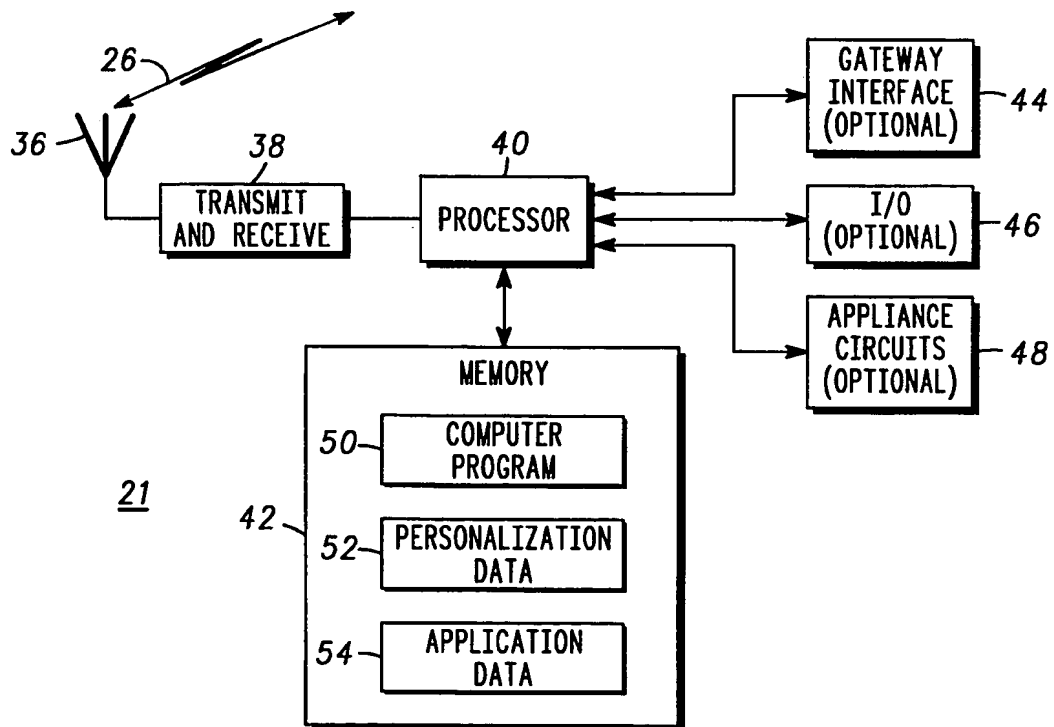 26
36
38
TRANSMIT
AND RECEIVE
40
PROCESSOR
GATEWAY
INTERFACE
(OPTIONAL)
44
I/O
(OPTIONAL)
46
APPLIANCE
CIRCUITS
(OPTIONAL)
48
MEMORY
50
COMPUTER
PROGRAM
21
42
52
PERSONALIZATION
DATA
54
APPLICATION
DATA